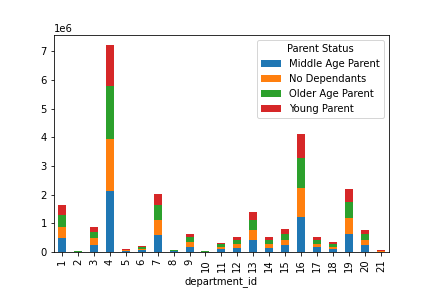 1e6
7
6
5
4
3
2
1
0
Parent Status
Middle Age Parent
No Dependants
Older Age Parent
Young Parent
1 2 3 4 5 6 7 8 9 10 11 12 13 14 15 16 17 18 19 20 21
department_id